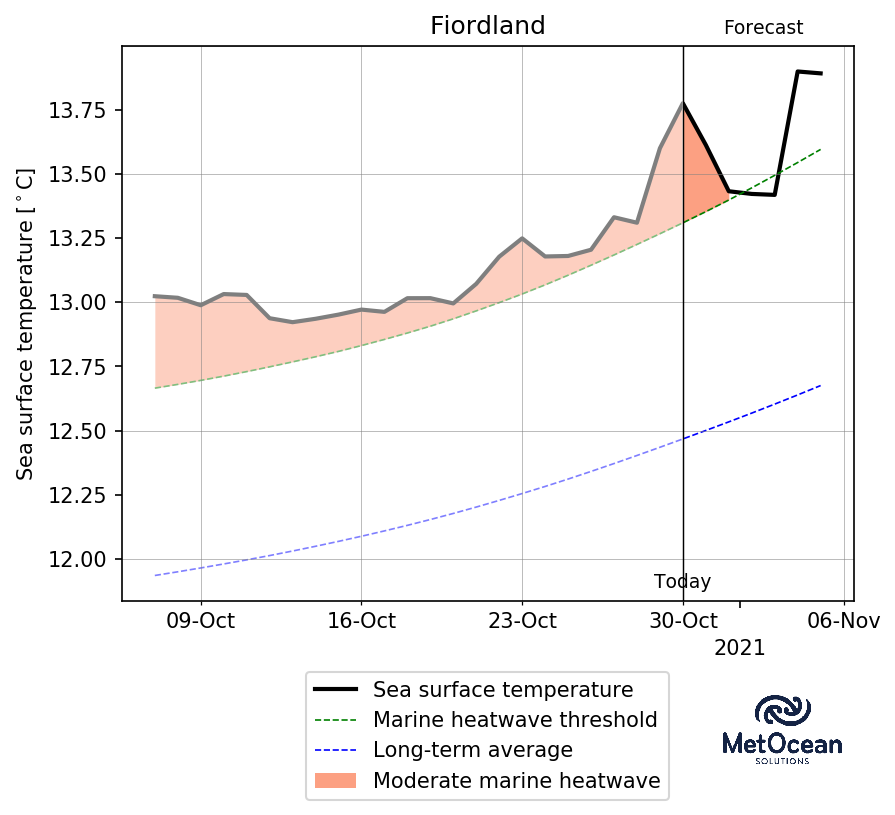 Fiordland
Forecast
Sea surface temperature [ ° C]
13.75
13.50
13.25
13.00
12.75
12.50
12.25
12.00
Today
09-Oct 16-Oct 23-Oct 30-Oct 06-Nov
2021
Sea surface temperature
Marine heatwave threshold
Long-term average
Moderate marine heatwave
MetOcean
SOLUTIONS